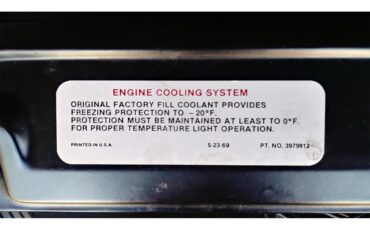 ENGINE COOLING SYSTEM
ORIGINAL FACTORY FILL COOLANT PROVIDES
FREEZING PROTECTION TO – 20°F.
PROTECTION MUST BE MAINTAINED AT LEAST TO 0°F.
FOR PROPER TEMPERATURE LIGHT OPERATION.
PRINTED IN U.S.A. 5-23-69 PT. NO. 3979912